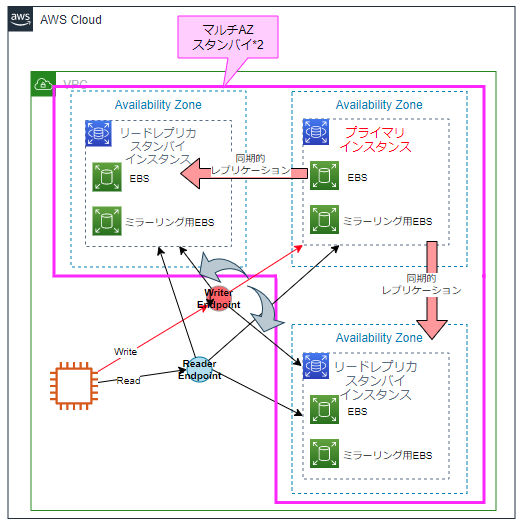 aws
AWS Cloud
マルチAZ
スタンバイ*2
VPC
Availability Zone
リードレプリカ
スタンバイ
インスタンス
EBS
ミラーリング用EBS
同期的
レプリケーション
Availability Zone
プライマリ
インスタンス
EBS
ミラーリング用EBS
同期的
レプリケーション
Writer
Endpoint
Write
Read
Reader
Endpoint
Availability Zone
リードレプリカ
スタンバイ
インスタンス
EBS
ミラーリング用EBS